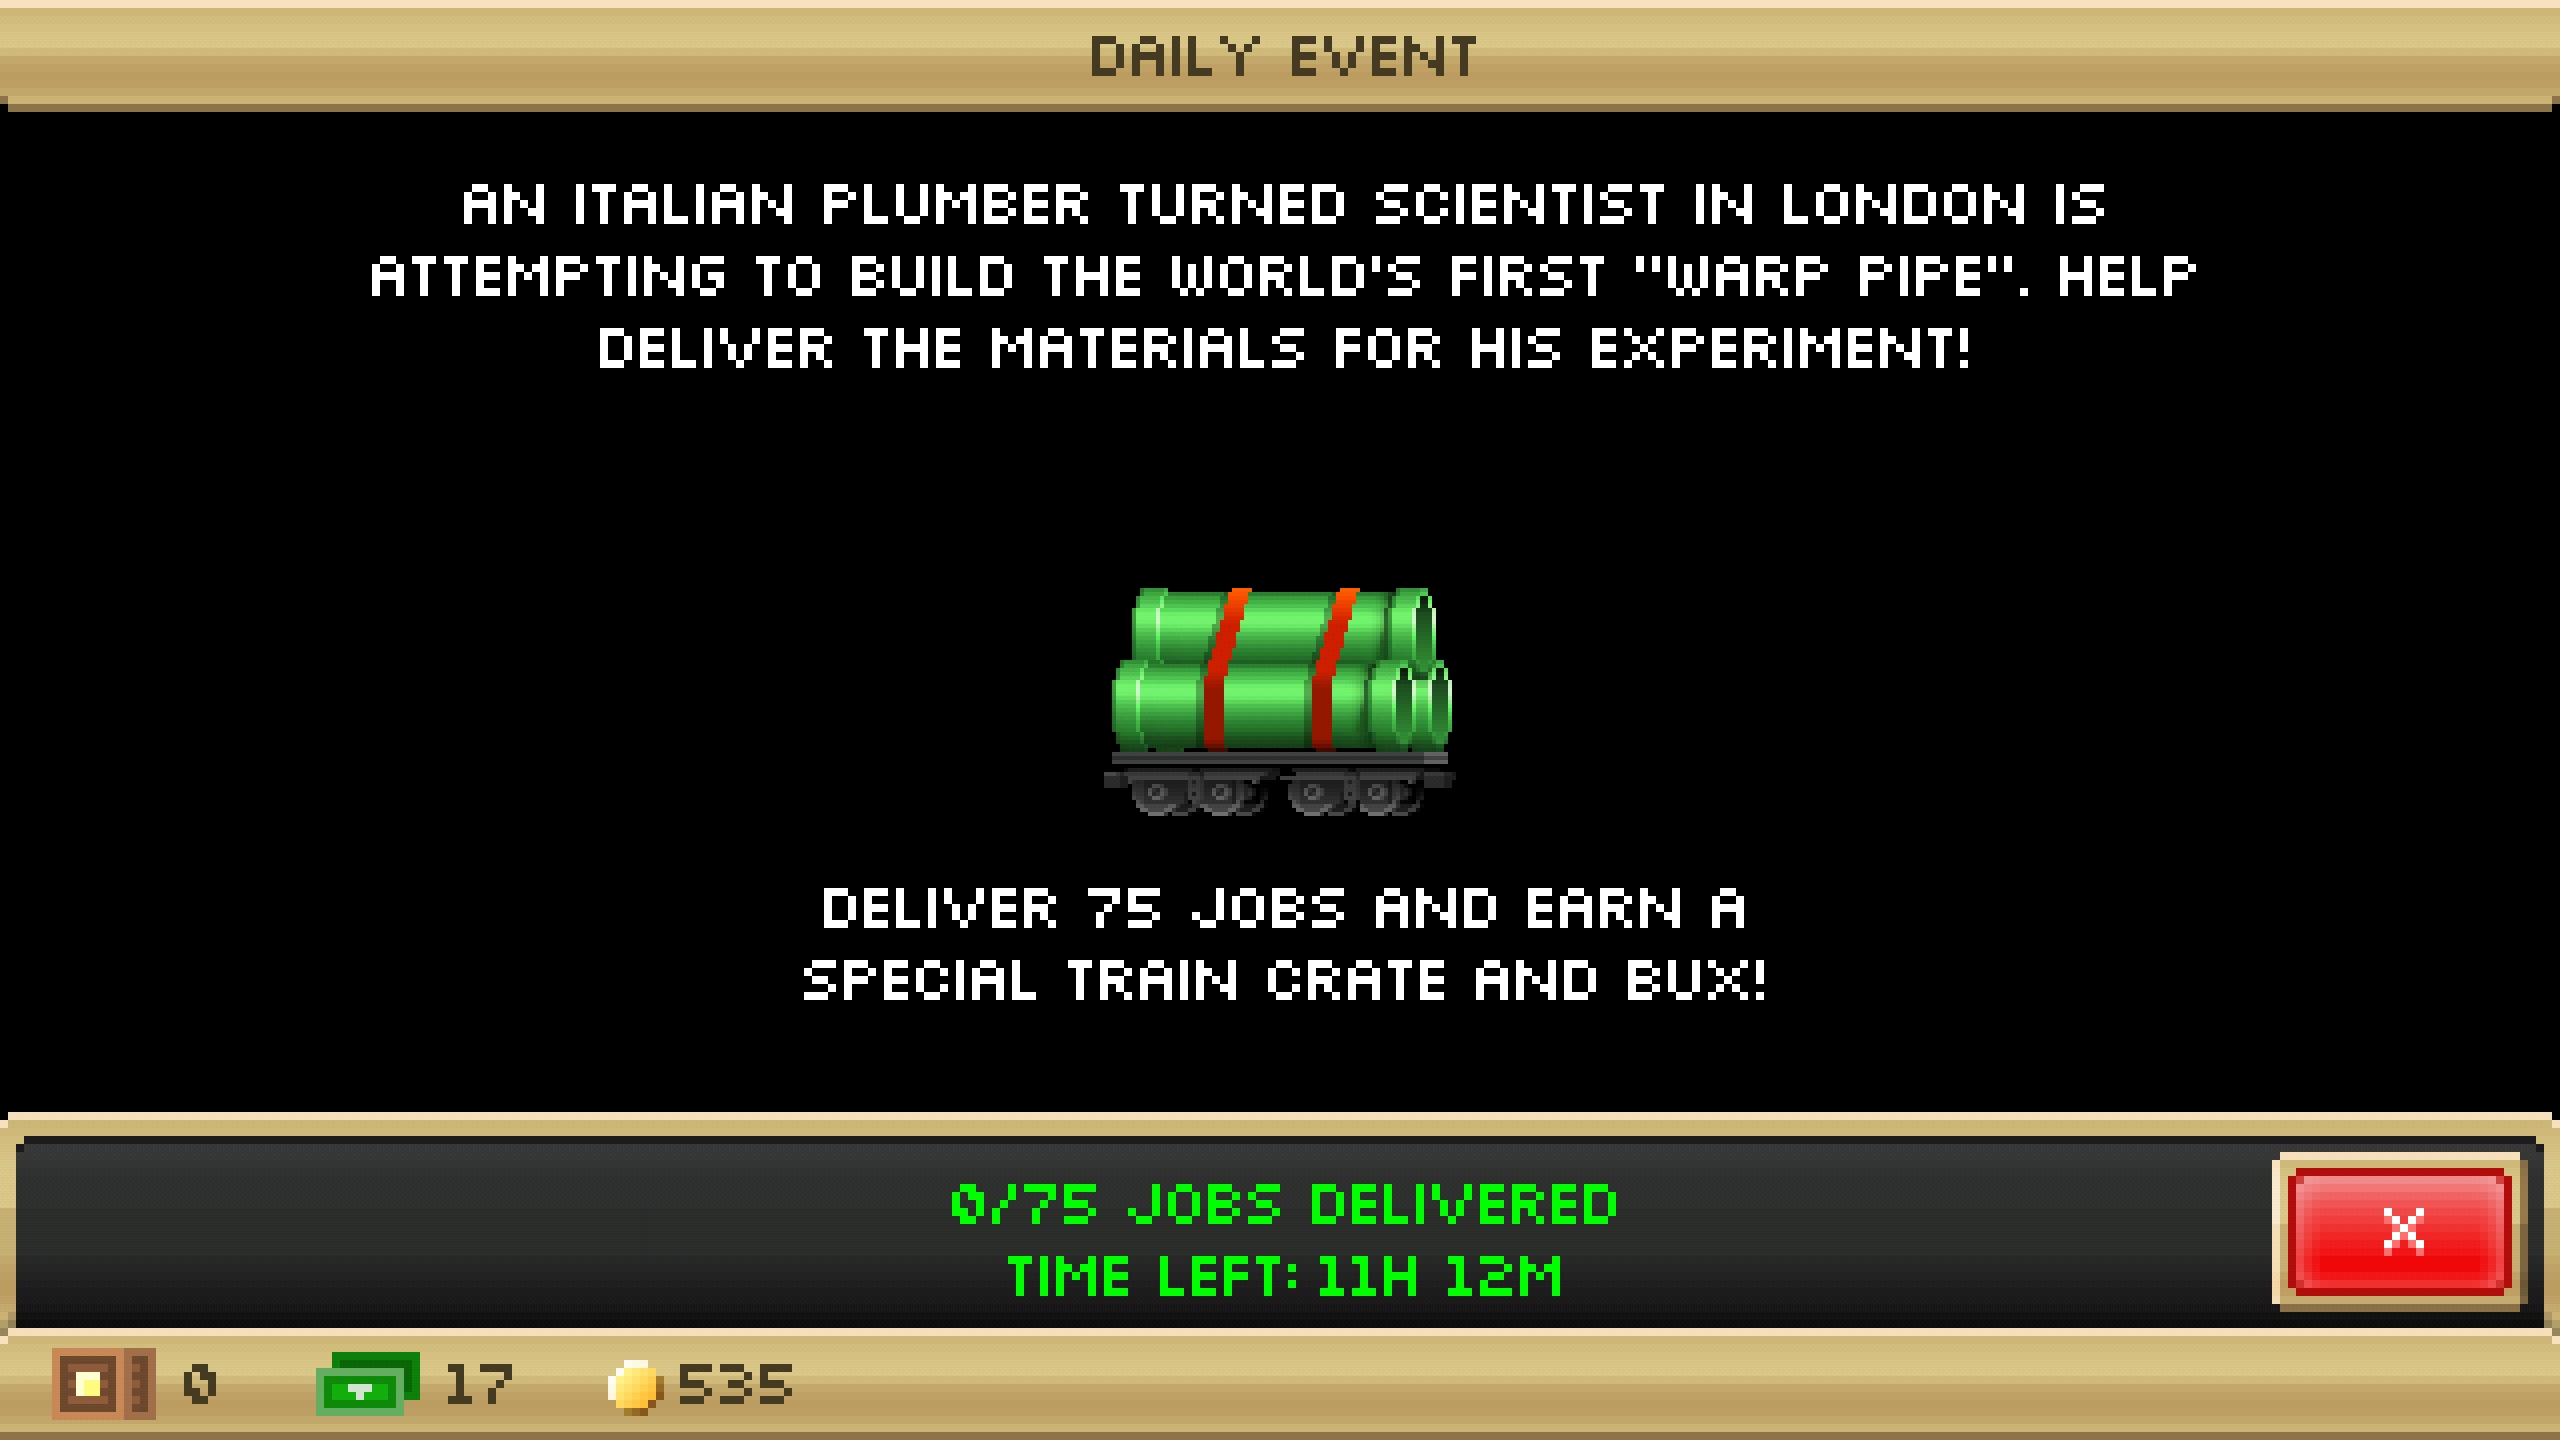 DAILY EVENT
AN ITALIAN PLUMBER TURNED SCIENTIST IN LONDON IS
ATTEMPTING TO BUILD THE WORLD'S FIRST "WARP PIPE". HELP
DELIVER THE MATERIALS FOR HIS EXPERIMENT!
DELIVER 75 JOBS AND EARN A
SPECIAL TRAIN CRATE AND BUX!
0/75 JOBS DELIVERED
TIME LEFT: 11H 12M
X
0 17 535